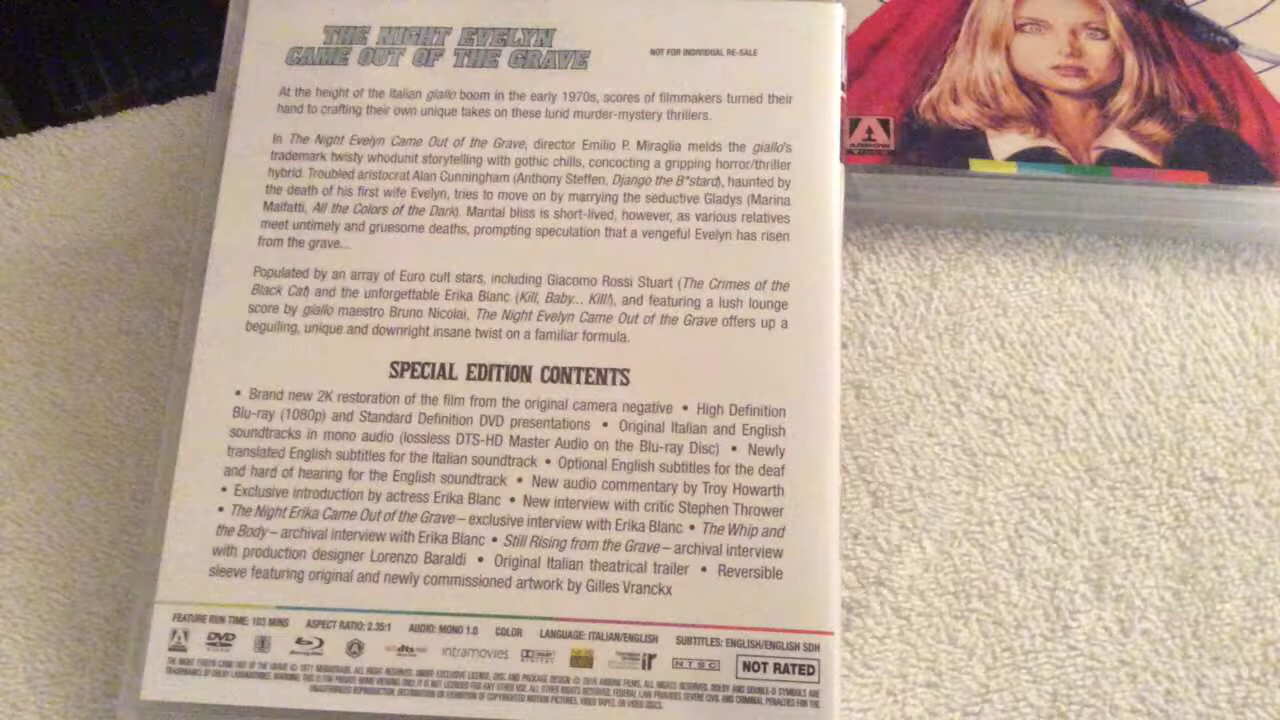 THE NIGHT EVELYN
CAME OUT OF THE GRAVE
NOT FOR INDIVIDUAL RE-SALE
At the height of the Italian giallo boom in the early 1970s, scores of filmmakers turned their
hand to crafting their own unique takes on these lurid murder-mystery thrillers.
In The Night Evelyn Came Out of the Grave, director Emilio P. Miraglia melds the giallo's
trademark twisty whodunit storytelling with gothic chills, concocting a gripping horror/thriller
hybrid. Troubled aristocrat Alan Cunningham (Anthony Steffen, Django the B*stard), haunted by
the death of his first wife Evelyn, tries to move on by marrying the seductive Gladys (Marina
Malfatti, All the Colors of the Dark). Marital bliss is short-lived, however, as various relatives
meet untimely and gruesome deaths, prompting speculation that a vengeful Evelyn has risen
from the grave...
Populated by an array of Euro cult stars, including Giacomo Rossi Stuart (The Crimes of the
Black Cat) and the unforgettable Erika Blanc (Kill, Baby... Kill!), and featuring a lush lounge
score by giallo maestro Bruno Nicolai, The Night Evelyn Came Out of the Grave offers up a
beguiling, unique and downright insane twist on a familiar formula.
SPECIAL EDITION CONTENTS
• Brand new 2K restoration of the film from the original camera negative • High Definition
Blu-ray (1080p) and Standard Definition DVD presentations • Original Italian and English
soundtracks in mono audio (lossless DTS-HD Master Audio on the Blu-ray Disc) • Newly
translated English subtitles for the Italian soundtrack • Optional English subtitles for the deaf
and hard of hearing for the English soundtrack • New audio commentary by Troy Howarth
• Exclusive introduction by actress Erika Blanc • New interview with critic Stephen Thrower
• The Night Erika Came Out of the Grave – exclusive interview with Erika Blanc • The Whip and
the Body – archival interview with Erika Blanc • Still Rising from the Grave – archival interview
with production designer Lorenzo Baraldi • Original theatrical trailer • Reversible
sleeve featuring original and newly commissioned artwork by Gilles Vranckx
FEATURE RUN TIME: 103 MINS ASPECT RATIO: 2.35:1 AUDIO: MONO 1.0 COLOR LANGUAGE: ITALIAN/ENGLISH SUBTITLES: ENGLISH/ENGLISH SDH
DVD Blu-ray dts intramovies NTSC NOT RATED
ARROW